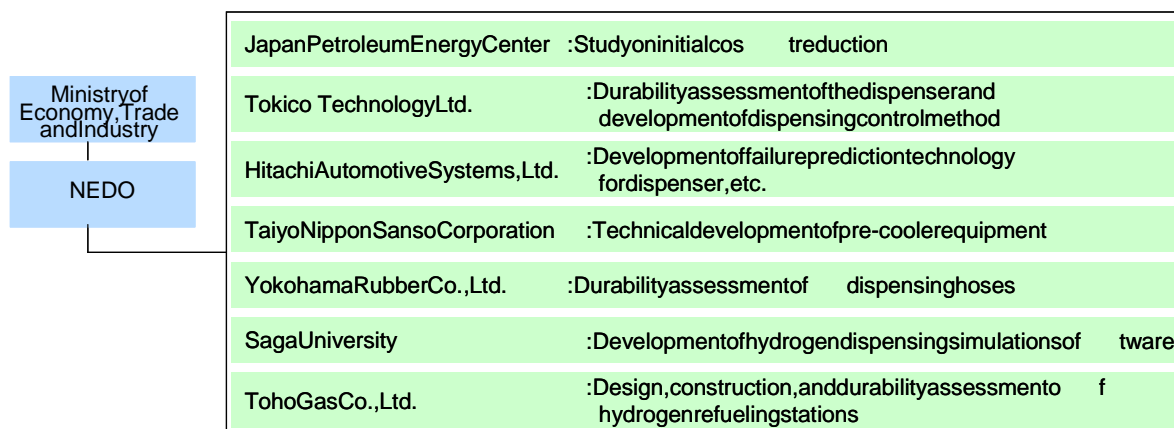 Ministryof
Economy,Trade
andIndustry
NEDO
JapanPetroleumEnergyCenter :Studyoninitialcos treduction
Tokico TechnologyLtd. :Durabilityassessmentofthedispenserand
developmentofdispensingcontrolmethod
HitachiAutomotiveSystems,Ltd. :Developmentoffailurepredictiontechnology
fordispenser,etc.
TaiyoNipponSansoCorporation :Technicaldevelopmentofpre-coolerequipment
YokohamaRubberCo.,Ltd. :Durabilityassessmentof dispensinghoses
SagaUniversity :Developmentofhydrogendispensingsimulationsof tware
TohoGasCo.,Ltd. :Design,construction,anddurabilityassessmento f
hydrogenrefuelingstations